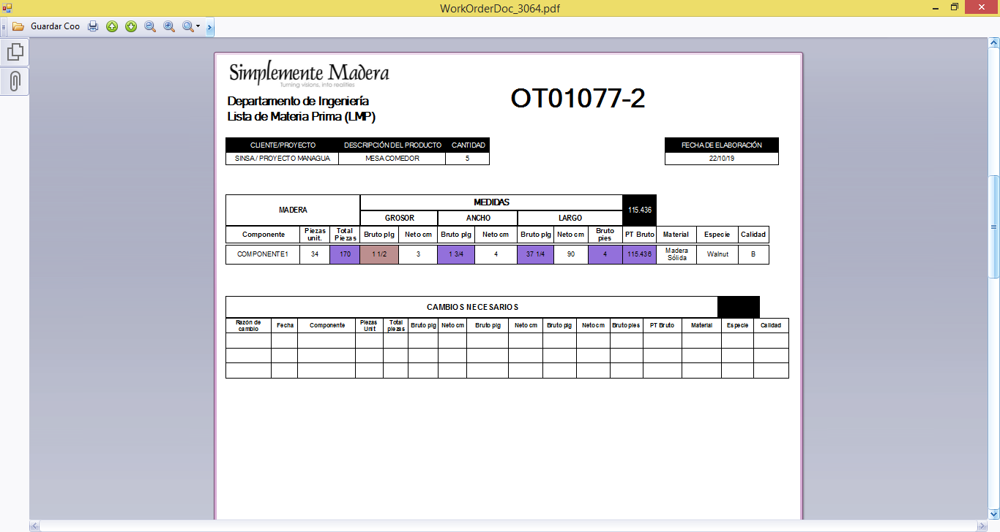 WorkOrderDoc_3064.pdf
Guardar Coo
Simplemente Madera
Turning visions, into realities
Departamento de Ingeniería
Lista de Materia Prima (LMP)
OT01077-2
CLIENTE/PROYECTO DESCRIPCIÓN DEL PRODUCTO CANTIDAD FECHA DE ELABORACIÓN
SINSA / PROYECTO MANAGUA MESA COMEDOR 5 22/10/19
MADERA MEDIDAS 115.436
GROSOR ANCHO LARGO
Componente Piezas unit. Total Piezas Bruto plg Neto cm Bruto plg Neto cm Bruto plg Neto cm Bruto pies PT Bruto Material Especie Calidad
COMPONENTE1 34 170 1 1/2 3 1 3/4 4 37 1/4 90 4 115.436 Madera Sólida Walnut B
CAMBIOS NECESARIOS
Razón de cambio Fecha Componente Piezas Unit Total piezas Bruto plg Neto cm Bruto plg Neto cm Bruto plg Neto cm Bruto pies PT Bruto Material Especie Calidad